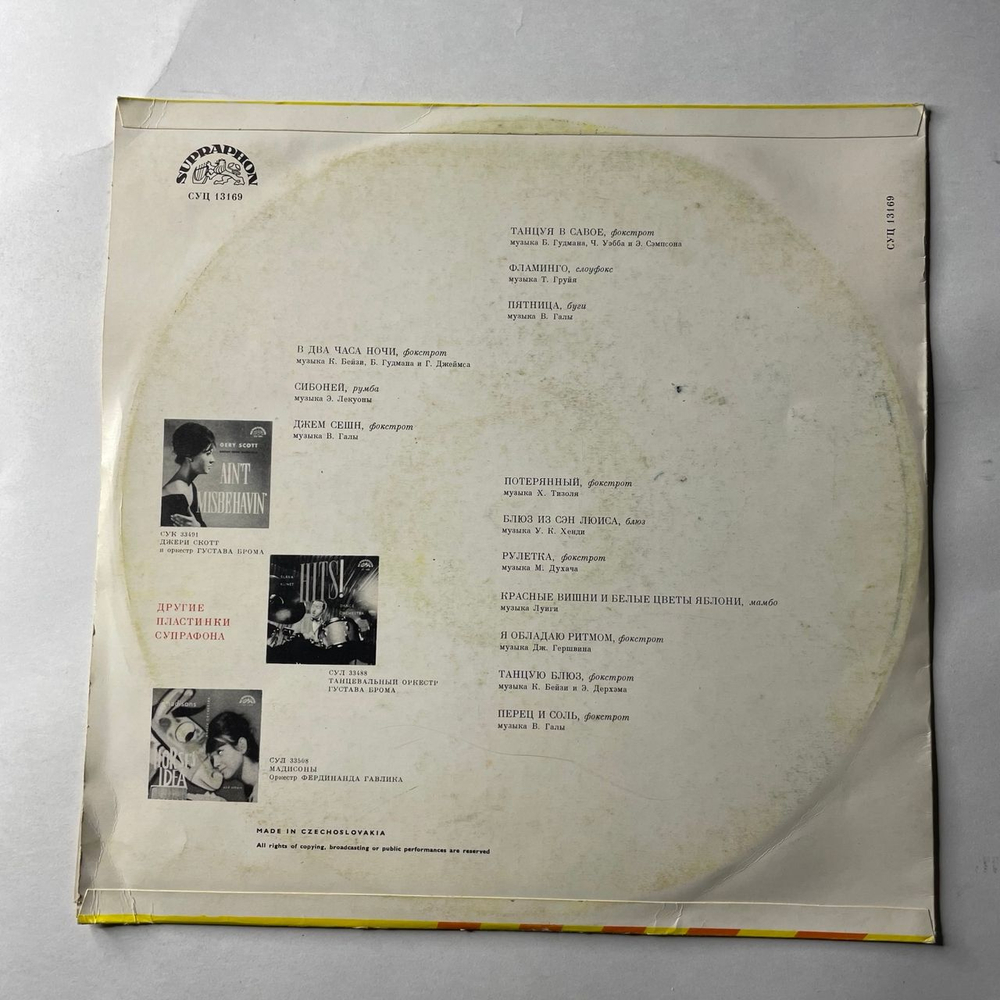 SUPRAPHON
СУЦ 13169
СУЦ 13169
ТАНЦУЯ В САВОЕ, фокстрот
музыка Б. Гудмана, Ч. Уэбба и Э. Сэмпсона
ФЛАМИНГО, слоуфокс
музыка Т. Груйя
ПЯТНИЦА, буги
музыка В. Галы
В ДВА ЧАСА НОЧИ, фокстрот
музыка К. Бейзи, Б. Гудмана и Г. Джеймса
СИБОНЕЙ, румба
музыка Э. Лекуоны
ДЖЕМ СЕШН, фокстрот
музыка В. Галы
ПОТЕРЯННЫЙ, фокстрот
музыка Х. Тизоля
БЛЮЗ ИЗ СЭН ЛЮИСА, блюз
музыка У. К. Хенди
РУЛЕТКА, фокстрот
музыка М. Духача
КРАСНЫЕ ВИШНИ И БЕЛЫЕ ЦВЕТЫ ЯБЛОНИ, мамбо
музыка Луиги
Я ОБЛАДАЮ РИТМОМ, фокстрот
музыка Дж. Гершвина
ТАНЦУЮ БЛЮЗ, фокстрот
музыка К. Бейзи и Э. Дерхэма
ПЕРЕЦ И СОЛЬ, фокстрот
музыка В. Галы
GERY SCOTT
AIN'T
MISBEHAVIN'
СУК 33491
ДЖЕРИ СКОТТ
и оркестр ГУСТАВА БРОМА
HITS!
DANCE
ORCHESTRA
СУЛ 33488
ТАНЦЕВАЛЬНЫЙ ОРКЕСТР
ГУСТАВА БРОМА
ДРУГИЕ
ПЛАСТИНКИ
СУПРАФОНА
IDEA
СУД 33508
МАДИСОНЫ
Оркестр ФЕРДИНАНДА ГАВЛИКА
MADE IN CZECHOSLOVAKIA
All rights of copying, broadcasting or public performances are reserved